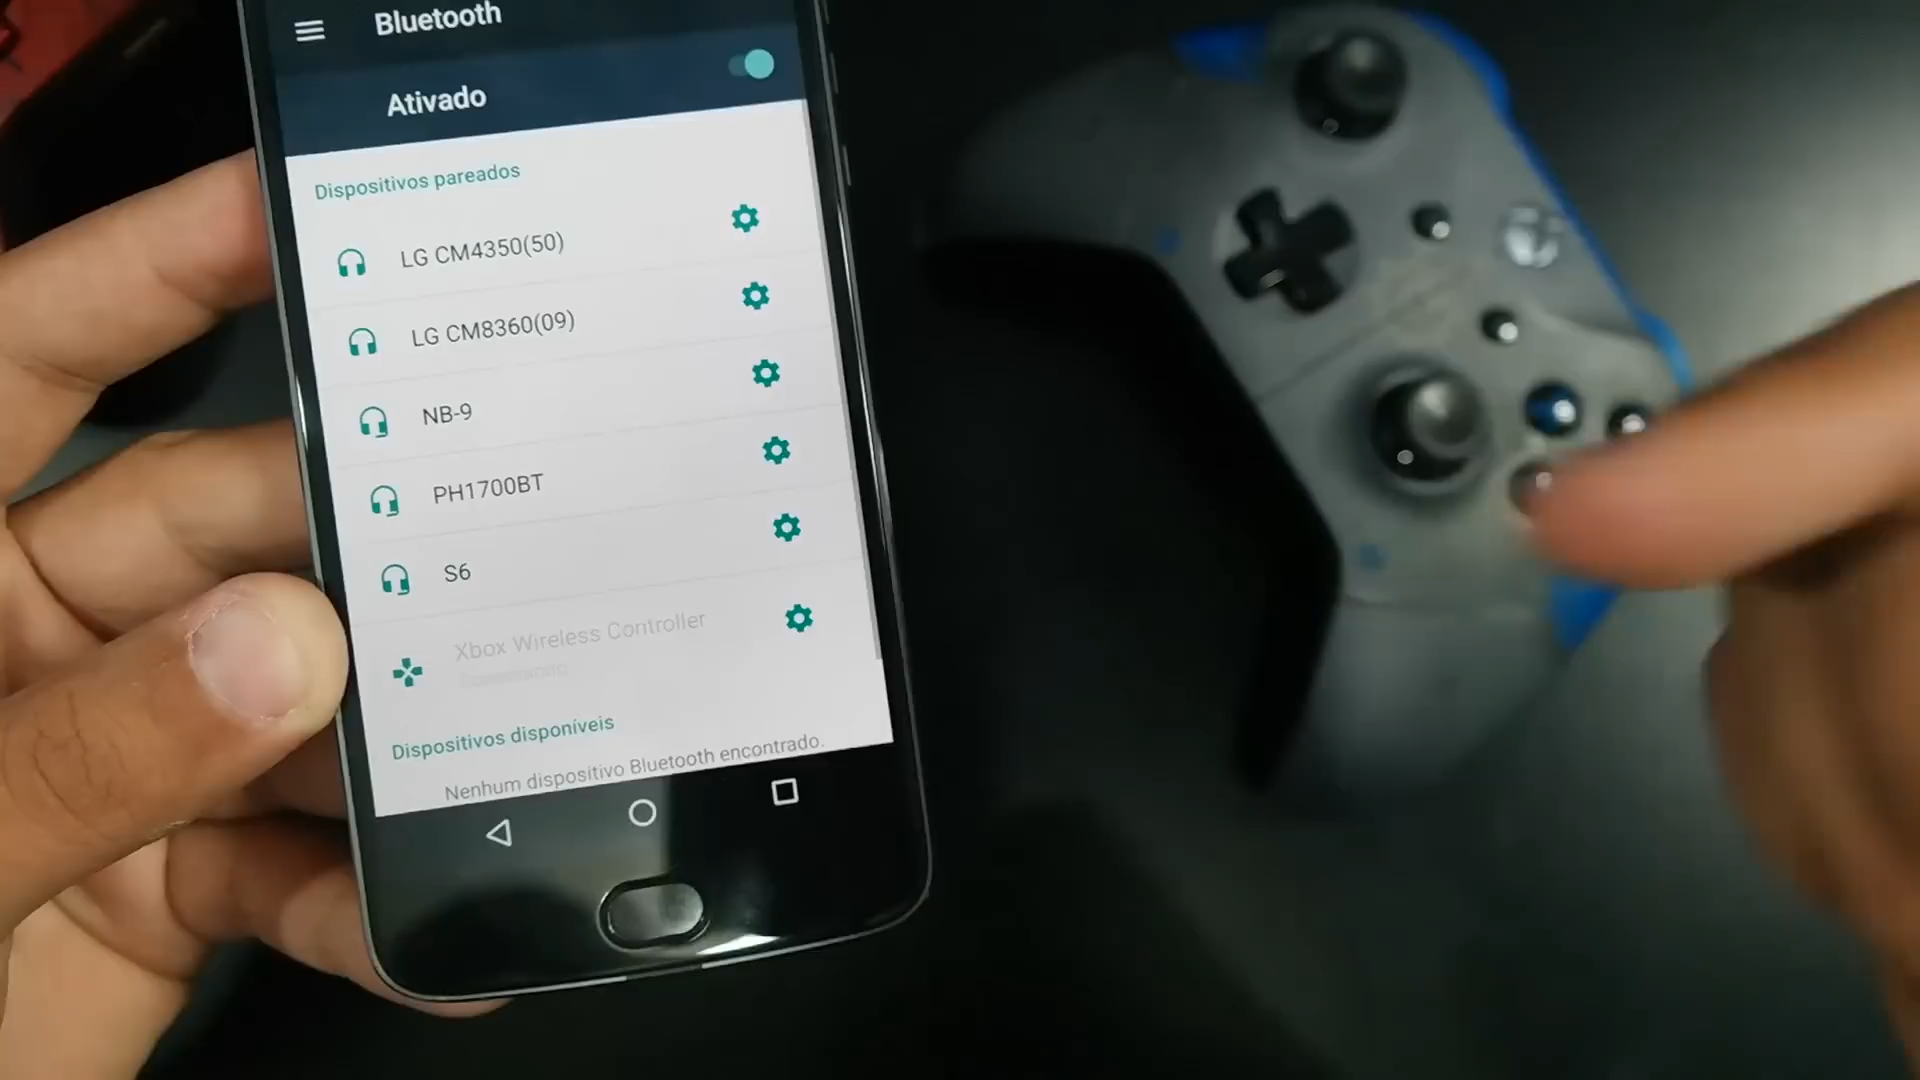 Bluetooth
Ativado
Dispositivos pareados
LG CM4350(50)
LG CM8360(09)
NB-9
PH1700BT
S6
Xbox Wireless Controller
Dispositivos disponíveis
Nenhum dispositivo Bluetooth encontrado.